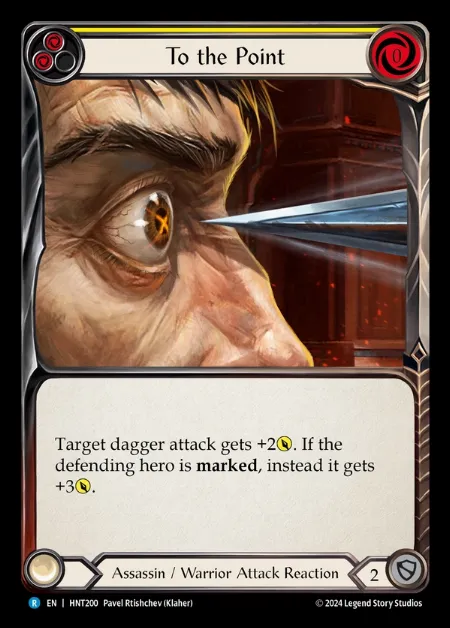 To the Point
0
Target dagger attack gets +2. If the
defending hero is marked, instead it gets
+3.
Assassin / Warrior Attack Reaction
2
R EN | HNT200 Pavel Rtishchev (Klaher) © 2024 Legend Story Studios